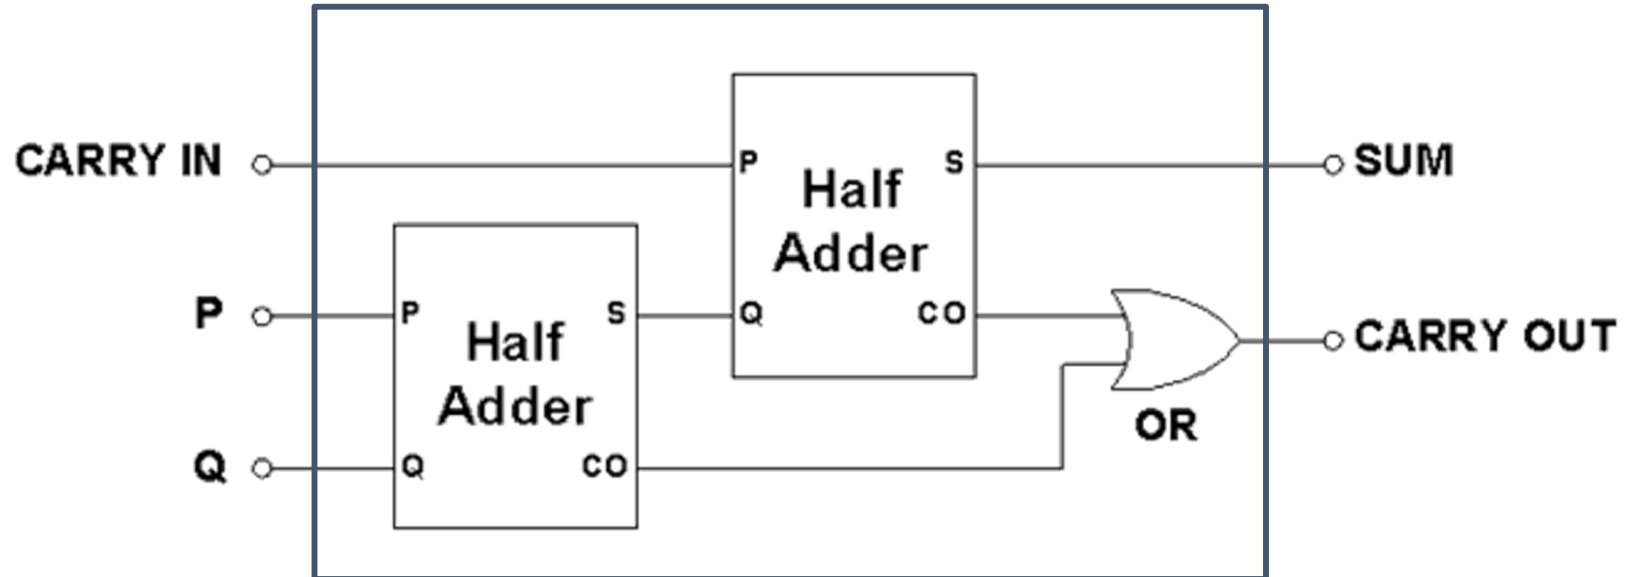 CARRY IN
P
Half
Adder
S
SUM
P
P
Half
Adder
S
Q
CO
CARRY OUT
OR
Q
Q
CO